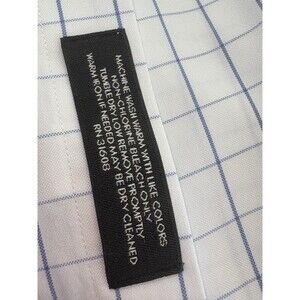 MACHINE WASH WARM WITH LIKE COLORS
NON-CHLORINE BLEACH ONLY
TUMBLE DRY LOW REMOVE PROMPTLY
WARM IRON IF NEEDED MAY BE DRY CLEANED
RN 31608